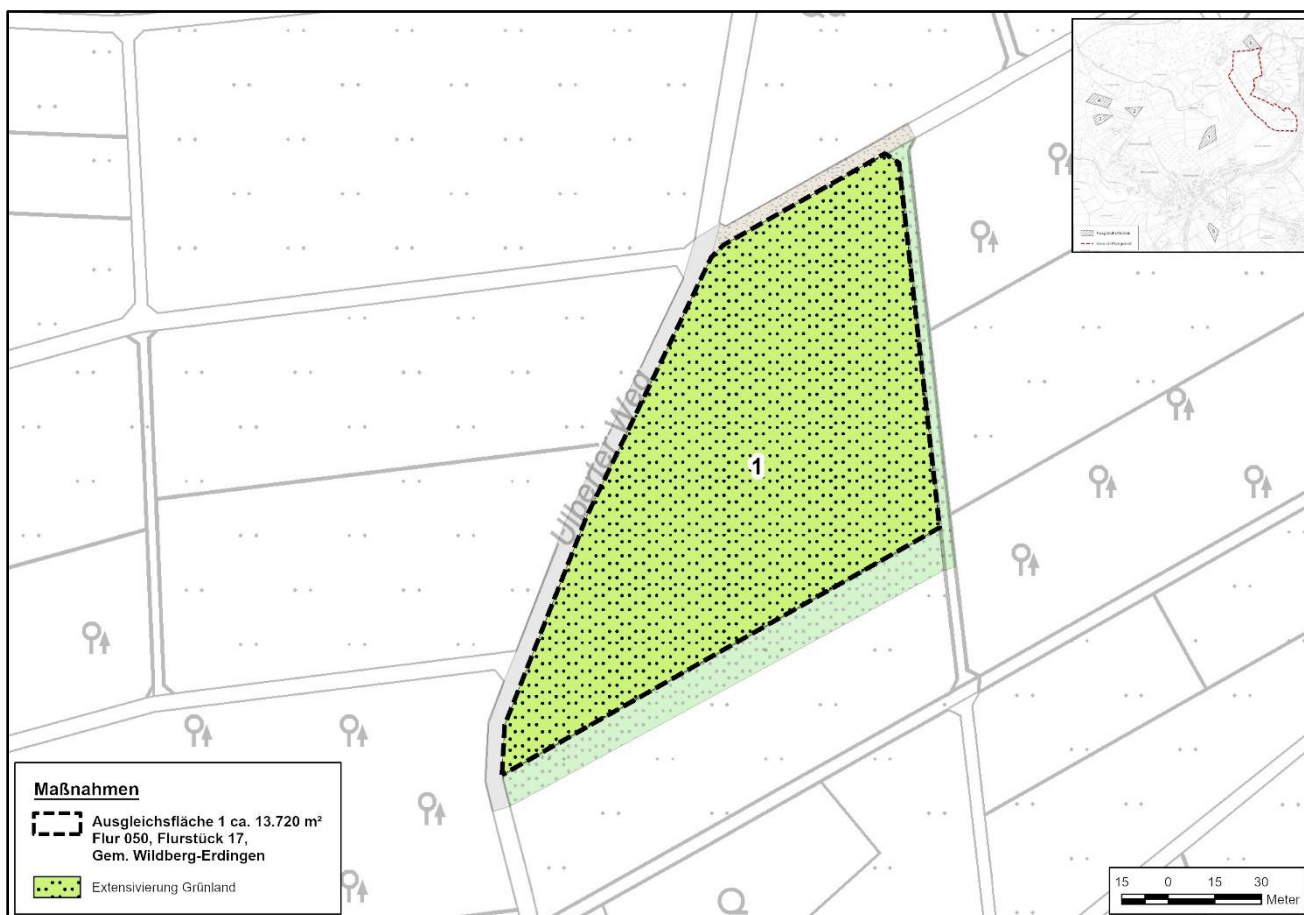 Ulberter Weg
1
Maßnahmen
Ausgleichsfläche 1 ca. 13.720 m²
Flur 050, Flurstück 17,
Gem. Wildberg-Erdingen
Extensivierung Grünland
15 0 15 30
Meter